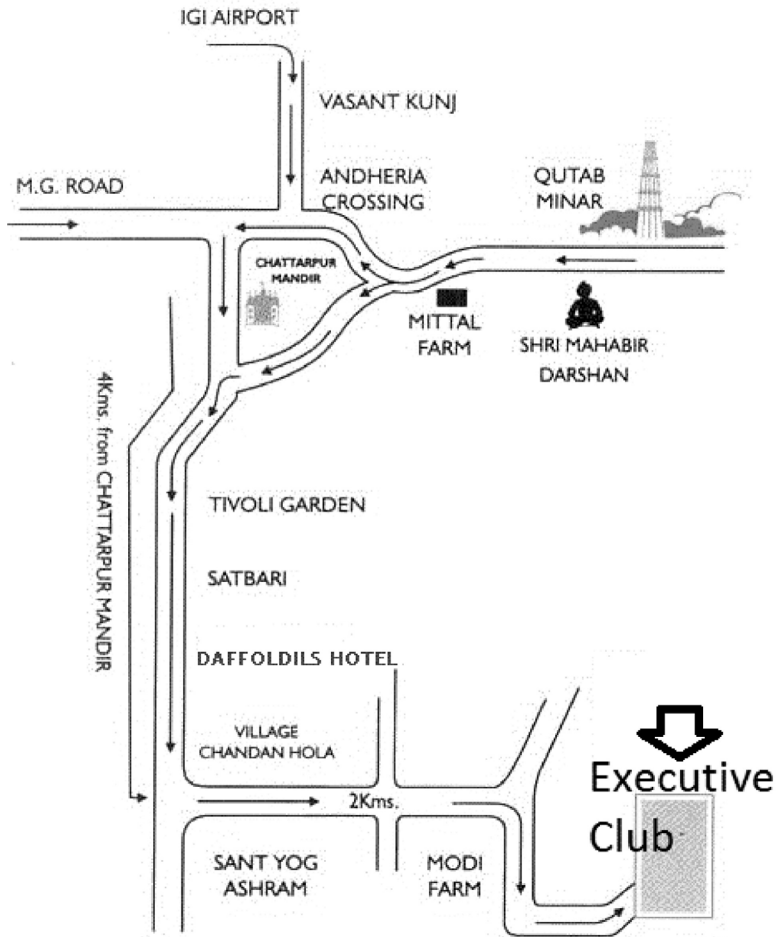 IGI AIRPORT
VASANT KUNJ
M.G. ROAD
ANDHERIA
CROSSING
QUTAB
MINAR
CHATTARPUR
MANDIR
MITTAL
FARM
SHRI MAHABIR
DARSHAN
4Kms. from CHATTARPUR MANDIR
TIVOLI GARDEN
SATBARI
DAFFOLDILS HOTEL
VILLAGE
CHANDAN HOLA
2Kms.
Executive
Club
SANT YOG
ASHRAM
MODI
FARM